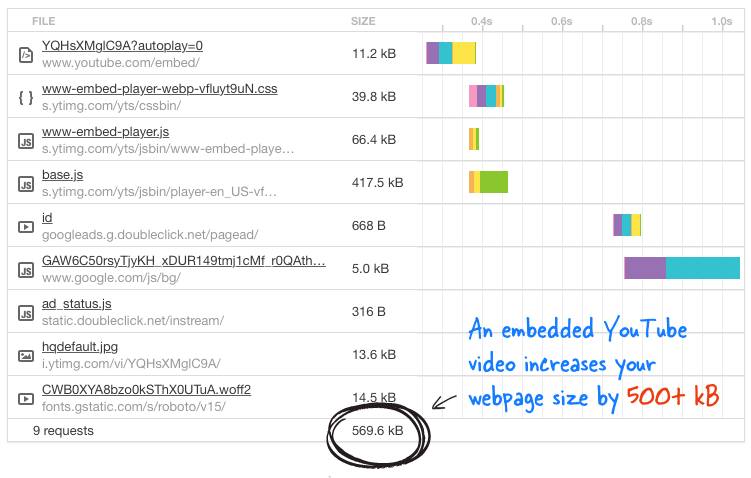 FILE SIZE 0.4s 0.6s 0.8s 1.0s
YQHsXMglC9A?autoplay=0
www.youtube.com/embed/ 11.2 kB
www-embed-player-webp-vfluyt9uN.css
s.ytimg.com/yts/cssbin/ 39.8 kB
www-embed-player.js
s.ytimg.com/yts/jsbin/www-embed-playe… 66.4 kB
base.js
s.ytimg.com/yts/jsbin/player-en_US-vf… 417.5 kB
id
googleads.g.doubleclick.net/pagead/ 668 B
GAW6C50rsyTjyKH_xDUR149tmj1cMf_r0QAth…
www.google.com/js/bg/ 5.0 kB
ad_status.js
static.doubleclick.net/instream/ 316 B
hqdefault.jpg
i.ytimg.com/vi/YQHsXMglC9A/ 13.6 kB
CWB0XYA8bzo0kSThX0UTuA.woff2
fonts.gstatic.com/s/roboto/v15/ 14.5 kB
9 requests 569.6 kB
An embedded YouTube
video increases your
webpage size by 500+ kB